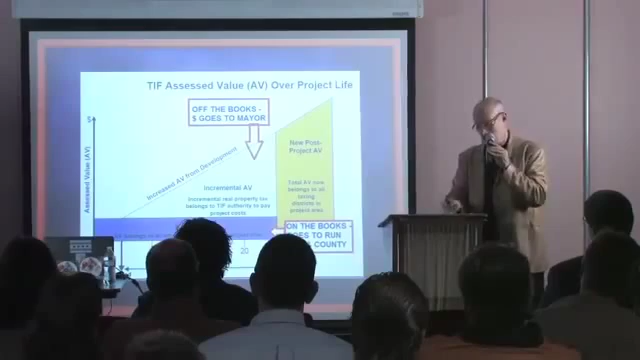 TIF Assessed Value (AV) Over Project Life
OFF THE BOOKS -
$ GOES TO MAYOR
$
New Post-
Project AV
Increased AV from Development
Assessed Value (AV)
Incremental AV
Incremental real property tax
belongs to TIF authority to pay
project costs
Total AV now
belongs to all
taxing
districts in
project area
ON THE BOOKS -
GOES TO RUN
COUNTY
20